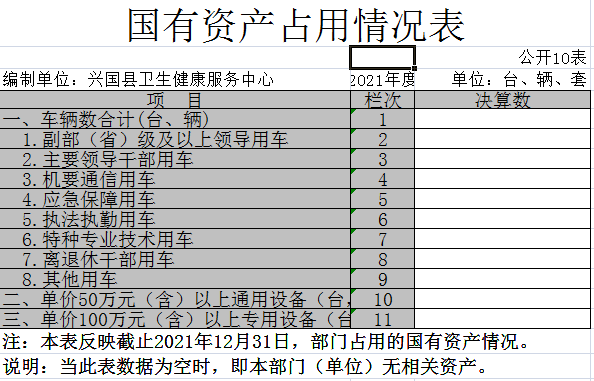 国有资产占用情况表
公开10表
编制单位：兴国县卫生健康服务中心 2021年度 单位：台、辆、套
项 目 栏次 决算数
一、车辆数合计(台、辆) 1
1.副部（省）级及以上领导用车 2
2.主要领导干部用车 3
3.机要通信用车 4
4.应急保障用车 5
5.执法执勤用车 6
6.特种专业技术用车 7
7.离退休干部用车 8
8.其他用车 9
二、单价50万元（含）以上通用设备（台， 10
三、单价100万元（含）以上专用设备（台 11
注：本表反映截止2021年12月31日，部门占用的国有资产情况。
说明：当此表数据为空时，即本部门（单位）无相关资产。